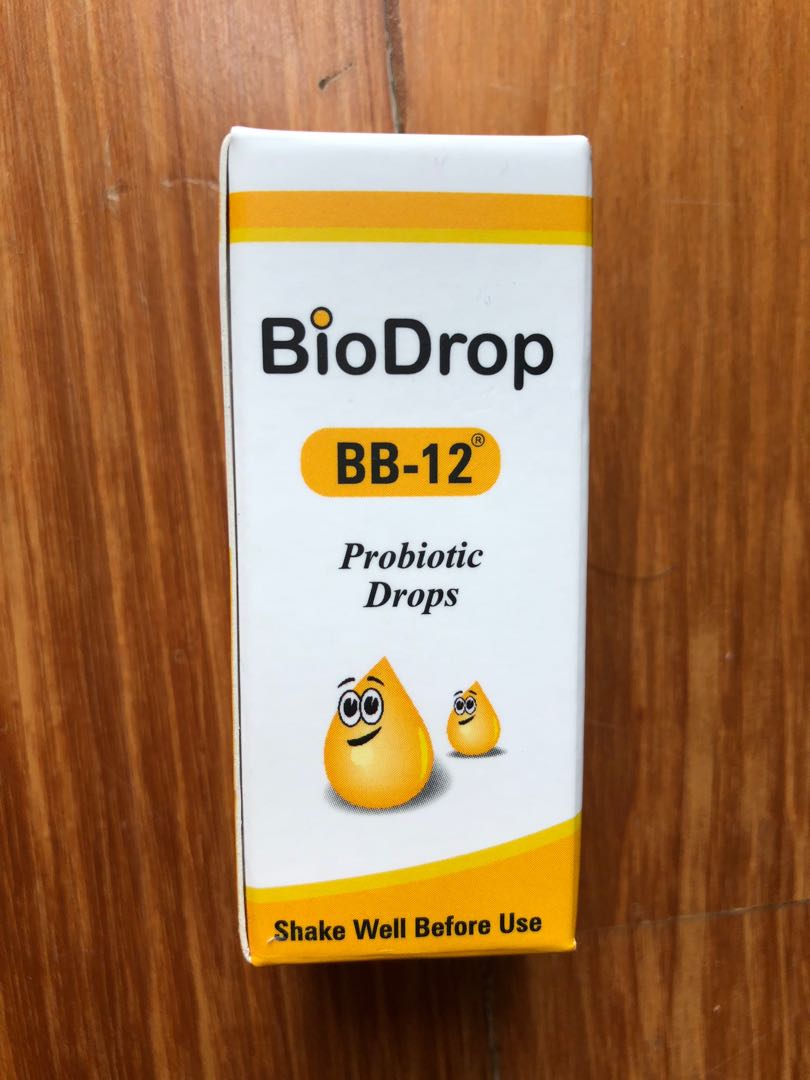 BioDrop
BB-12®
Probiotic
Drops
Shake Well Before Use